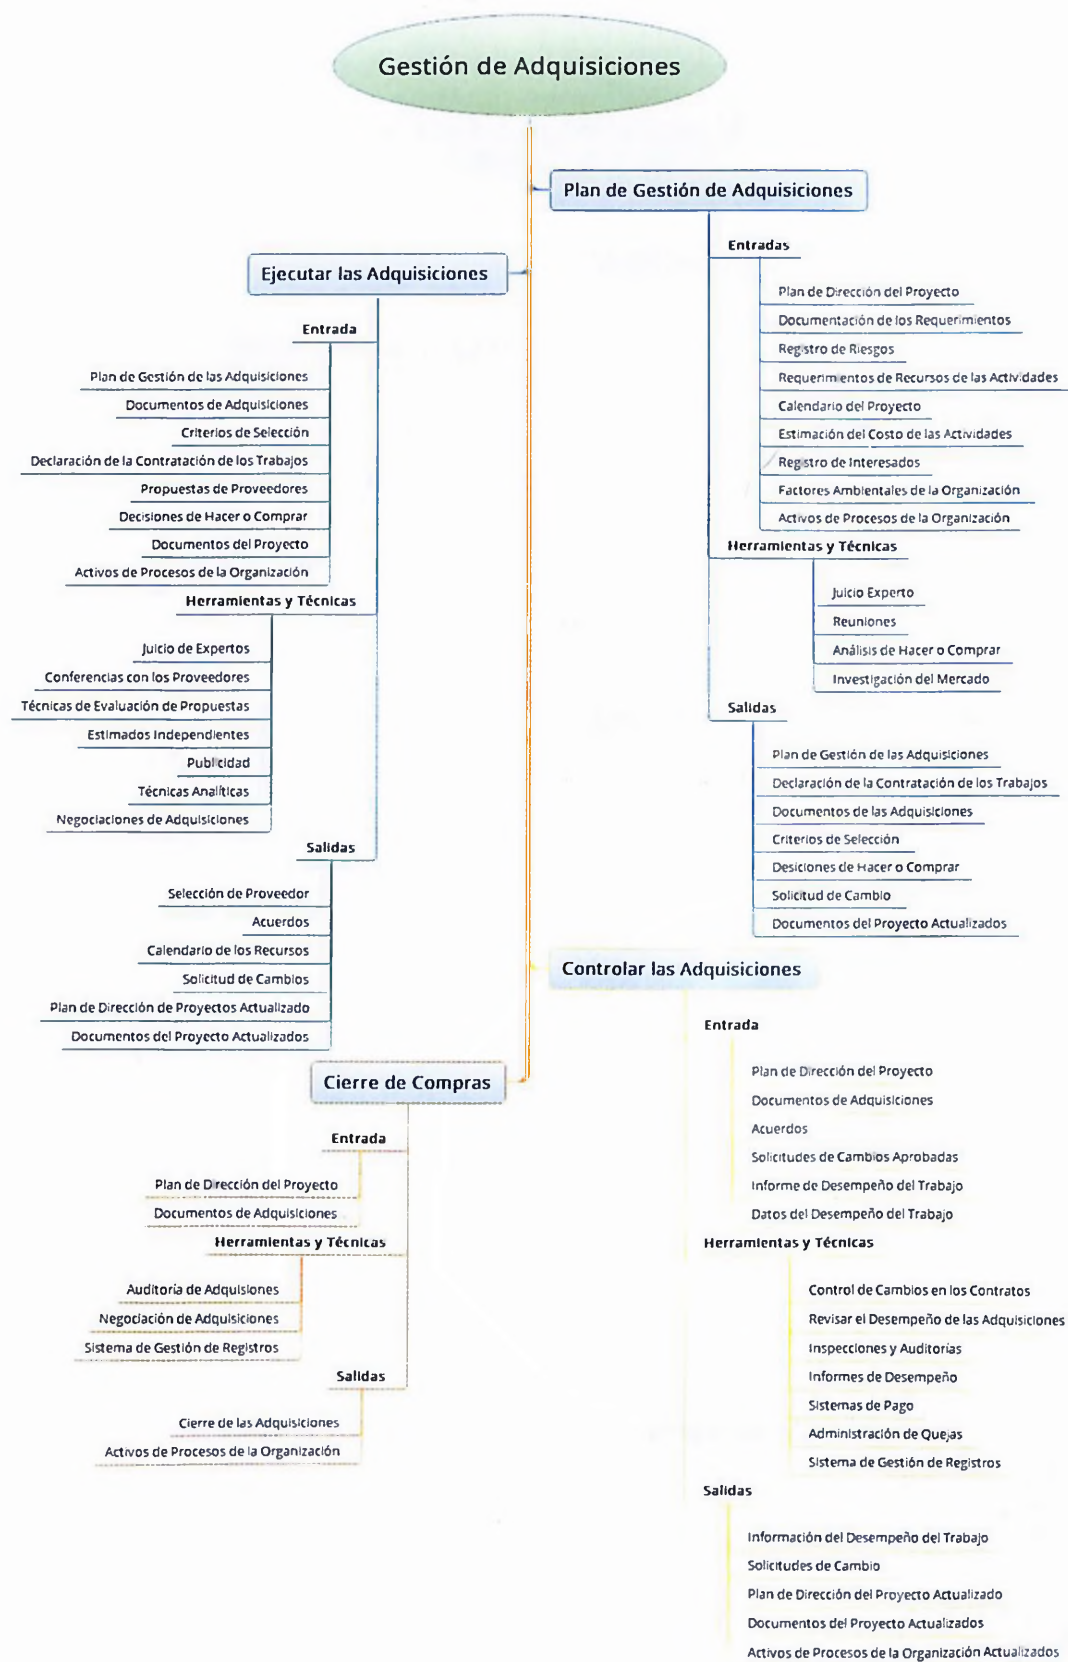 Gestión de Adquisiciones
Plan de Gestión de Adquisiciones
Entradas
Plan de Dirección del Proyecto
Documentación de los Requerimientos
Registro de Riesgos
Requerimientos de Recursos de las Actividades
Calendario del Proyecto
Estimación del Costo de las Actividades
Registro de Interesados
Factores Ambientales de la Organización
Activos de Procesos de la Organización
Herramientas y Técnicas
Juicio Experto
Reuniones
Análisis de Hacer o Comprar
Investigación del Mercado
Salidas
Plan de Gestión de las Adquisiciones
Declaración de la Contratación de los Trabajos
Documentos de las Adquisiciones
Criterios de Selección
Desiciones de Hacer o Comprar
Solicitud de Cambio
Documentos del Proyecto Actualizados
Ejecutar las Adquisiciones
Entrada
Plan de Gestión de las Adquisiciones
Documentos de Adquisiciones
Criterios de Selección
Declaración de la Contratación de los Trabajos
Propuestas de Proveedores
Decisiones de Hacer o Comprar
Documentos del Proyecto
Activos de Procesos de la Organización
Herramientas y Técnicas
Juicio de Expertos
Conferencias con los Proveedores
Técnicas de Evaluación de Propuestas
Estimados Independientes
Publicidad
Técnicas Analíticas
Negociaciones de Adquisiciones
Salidas
Selección de Proveedor
Acuerdos
Calendario de los Recursos
Solicitud de Cambios
Plan de Dirección de Proyectos Actualizado
Documentos del Proyecto Actualizados
Controlar las Adquisiciones
Entrada
Plan de Dirección del Proyecto
Documentos de Adquisiciones
Acuerdos
Solicitudes de Cambios Aprobadas
Informe de Desempeño del Trabajo
Datos del Desempeño del Trabajo
Herramientas y Técnicas
Control de Cambios en los Contratos
Revisar el Desempeño de las Adquisiciones
Inspecciones y Auditorías
Informes de Desempeño
Sistemas de Pago
Administración de Quejas
Sistema de Gestión de Registros
Salidas
Información del Desempeño del Trabajo
Solicitudes de Cambio
Plan de Dirección del Proyecto Actualizado
Documentos del Proyecto Actualizados
Activos de Procesos de la Organización Actualizados
Cierre de Compras
Entrada
Plan de Dirección del Proyecto
Documentos de Adquisiciones
Herramientas y Técnicas
Auditoría de Adquisiones
Negociación de Adquisiciones
Sistema de Gestión de Registros
Salidas
Cierre de las Adquisiciones
Activos de Procesos de la Organización